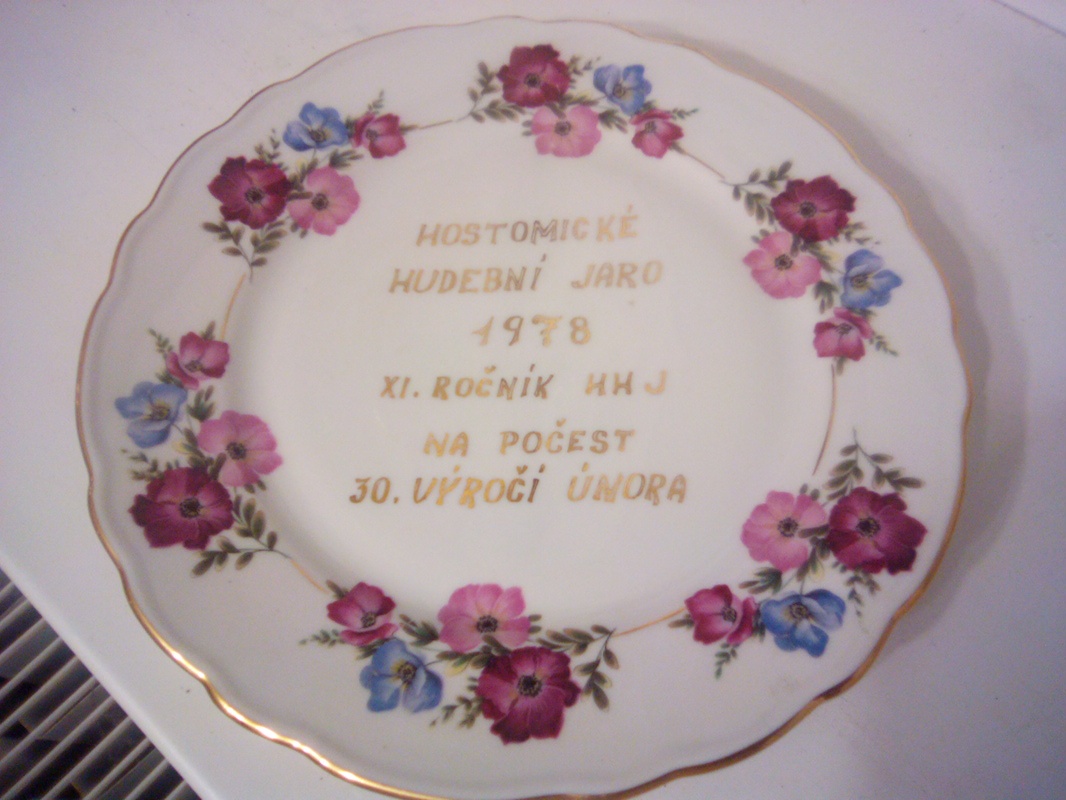 HOSTOMICKÉ
HUDEBNÍ JARO
1978
XI. ROČNÍK HHJ
NA POČEST
30. VÝROČÍ ÚNORA